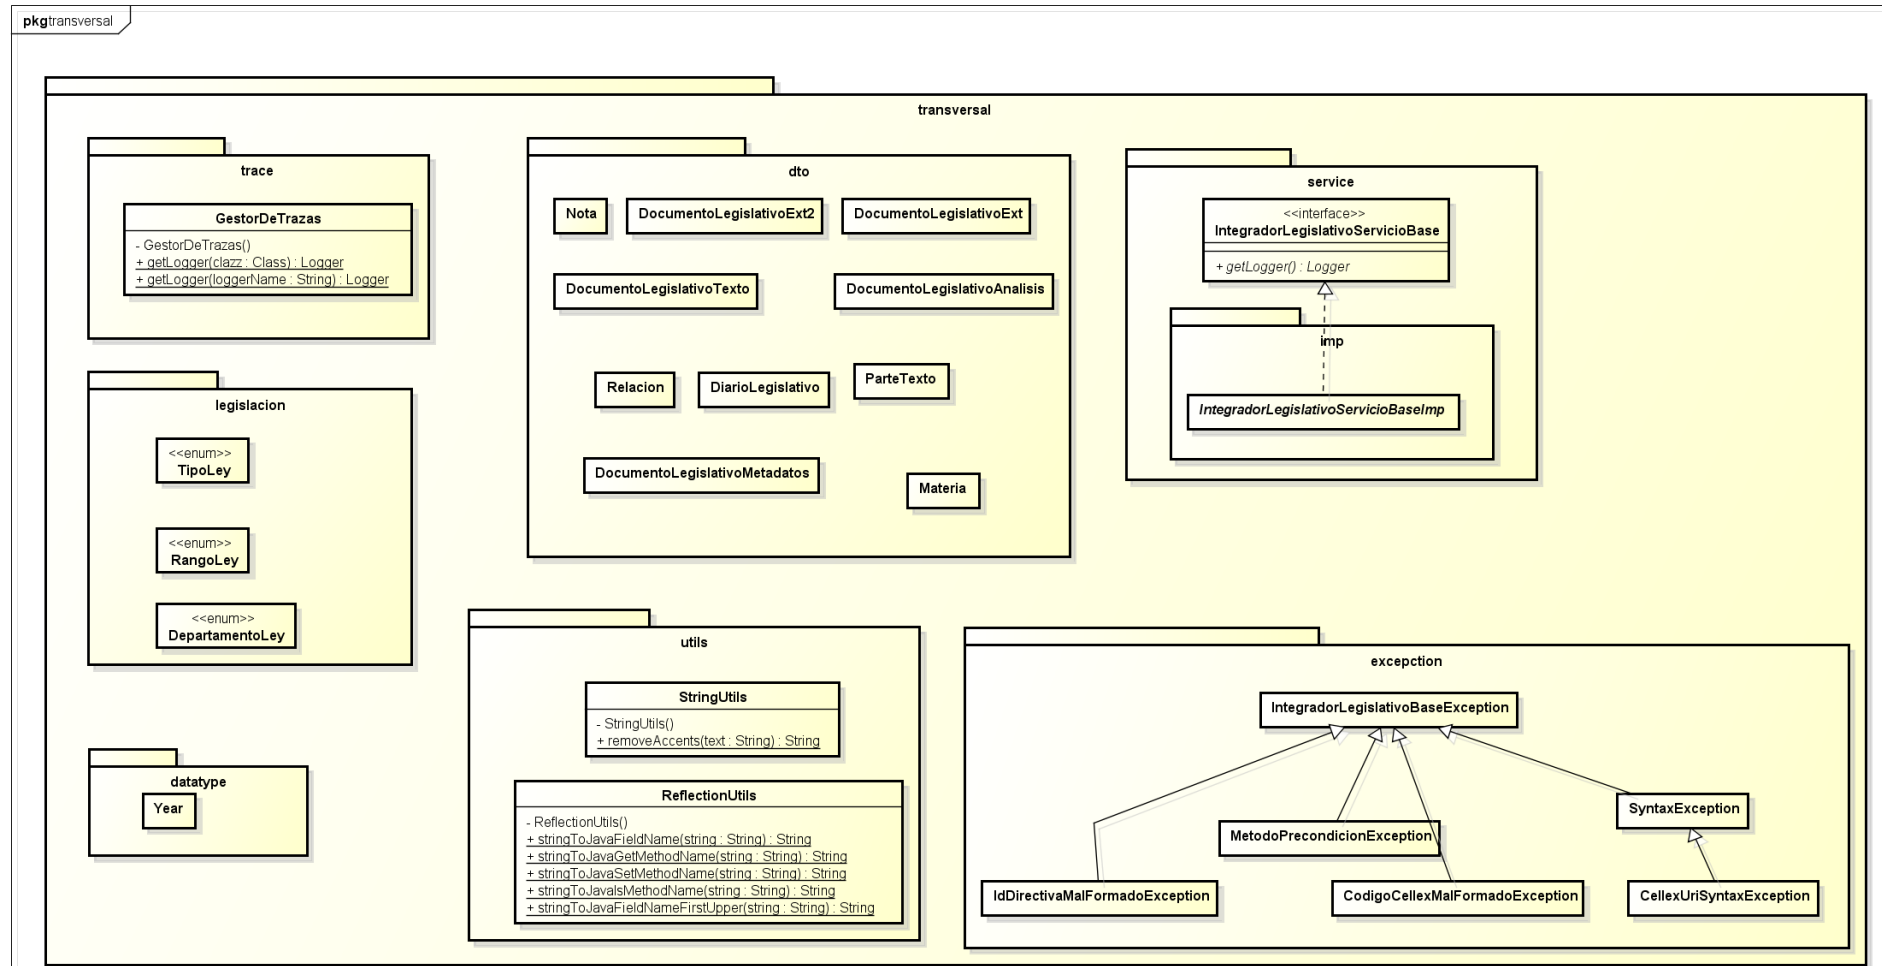 pkg transversal
transversal
trace
GestorDeTrazas
- GestorDeTrazas()
+ getLogger(clazz : Class) : Logger
+ getLogger(loggerName : String) : Logger
dto
Nota
DocumentoLegislativoExt2
DocumentoLegislativoExt
DocumentoLegislativoTexto
DocumentoLegislativoAnalisis
Relacion
DiarioLegislativo
ParteTexto
DocumentoLegislativoMetadatos
Materia
service
<<interface>>
IntegradorLegislativoServicioBase
+ getLogger() : Logger
imp
IntegradorLegislativoServicioBaseImp
legislacion
<<enum>>
TipoLey
<<enum>>
RangoLey
<<enum>>
DepartamentoLey
datatype
Year
utils
StringUtils
- StringUtils()
+ removeAccents(text : String) : String
ReflectionUtils
- ReflectionUtils()
+ stringToJavaFieldName(string : String) : String
+ stringToJavaGetMethodName(string : String) : String
+ stringToJavaSetMethodName(string : String) : String
+ stringToJavaIsMethodName(string : String) : String
+ stringToJavaFieldNameFirstUpper(string : String) : String
excepction
IntegradorLegislativoBaseException
SyntaxException
MetodoPrecondicionException
IdDirectivaMalFormadoException
CodigoCellexMalFormadoException
CellexUriSyntaxException